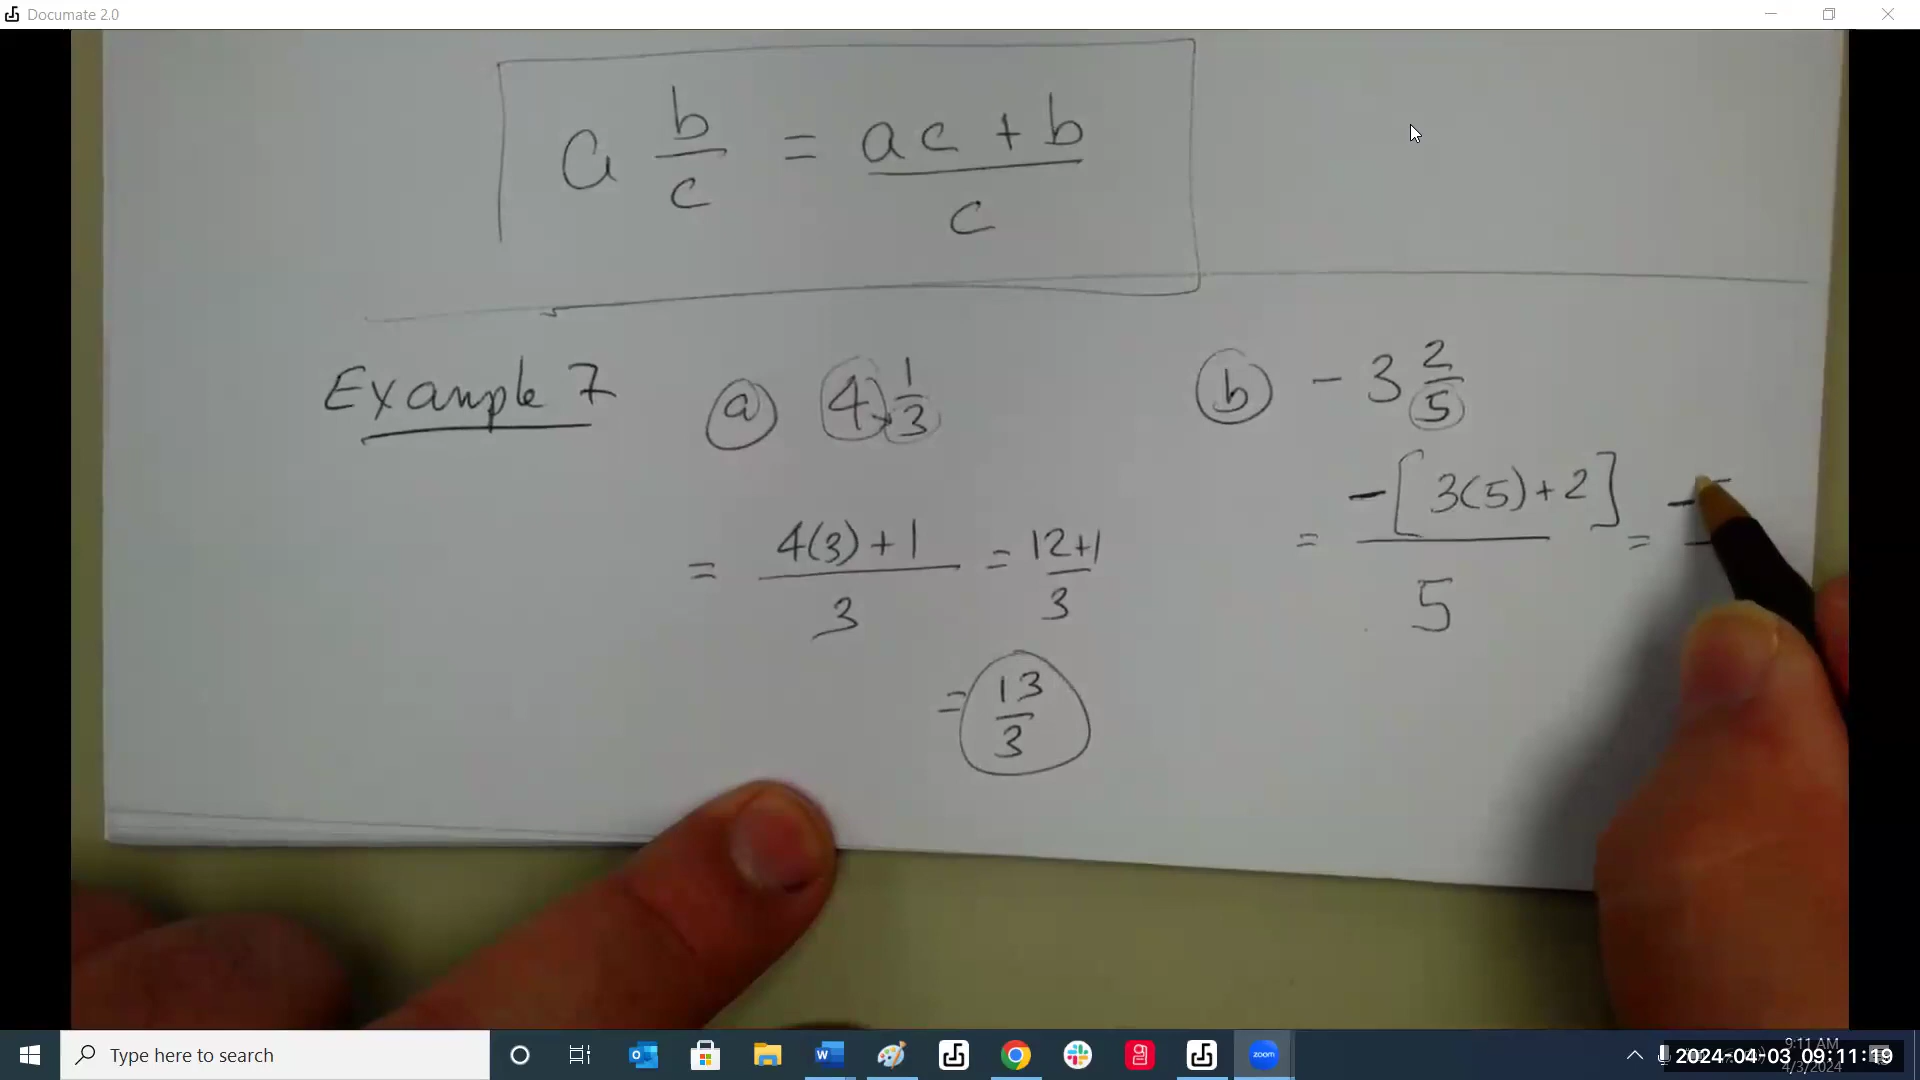 Documate 2.0
a b/c = ac + b/c
Example 7 (a) 4 1/3 (b) - 3 2/5
= 4(3) + 1/3 = 12+1/3
= 13/3
= -[3(5)+2]/5 = -
Type here to search
9:11 AM
2024-04-03 09:11:19
4/3/2024
zoom